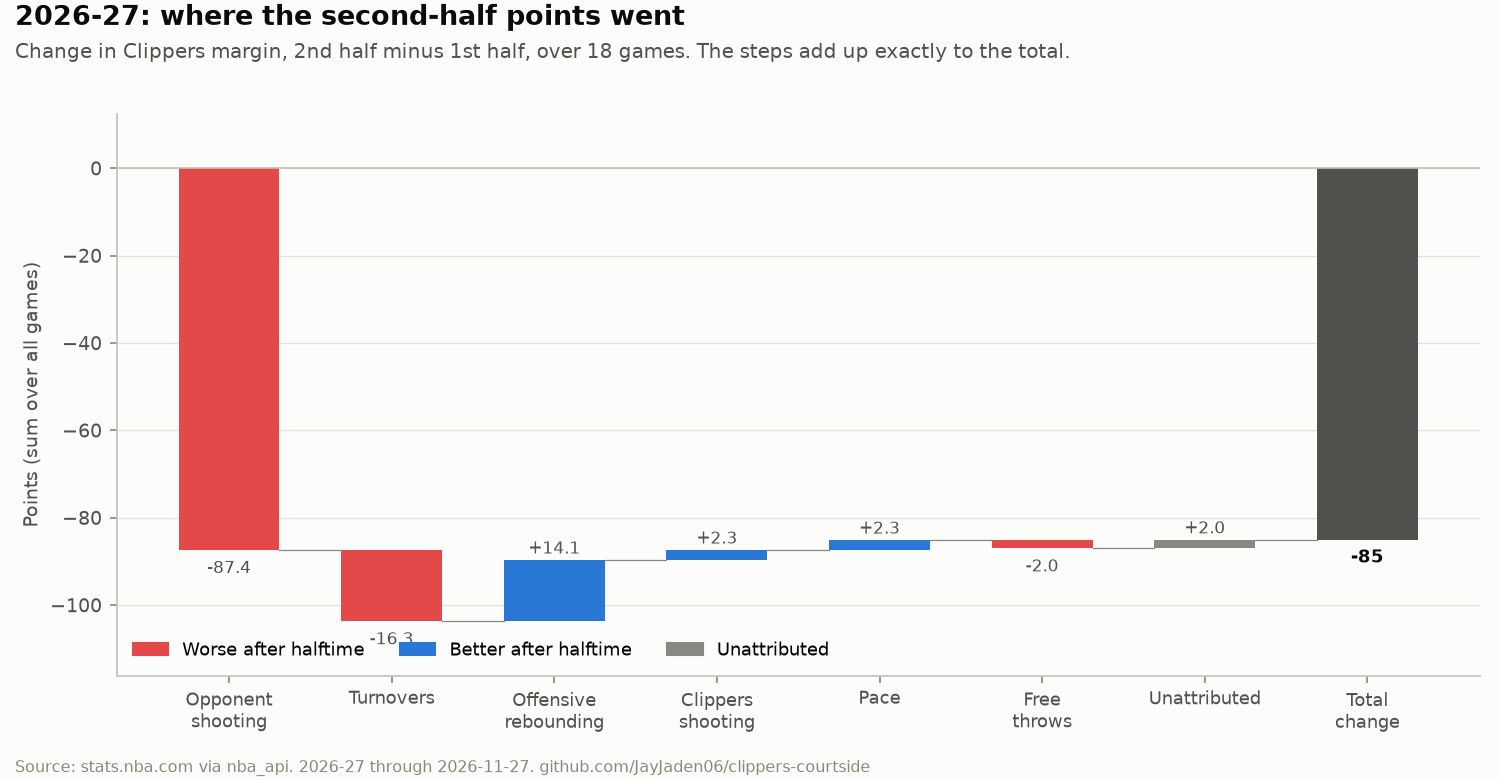 2026-27: where the second-half points went
Change in Clippers margin, 2nd half minus 1st half, over 18 games. The steps add up exactly to the total.
Points (sum over all games)
0
−20
−40
−60
−80
−100
-87.4
-16.3
+14.1
+2.3
+2.3
-2.0
+2.0
-85
Worse after halftime
Better after halftime
Unattributed
Opponent
shooting
Turnovers
Offensive
rebounding
Clippers
shooting
Pace
Free
throws
Unattributed
Total
change
Source: stats.nba.com via nba_api. 2026-27 through 2026-11-27. github.com/JayJaden06/clippers-courtside